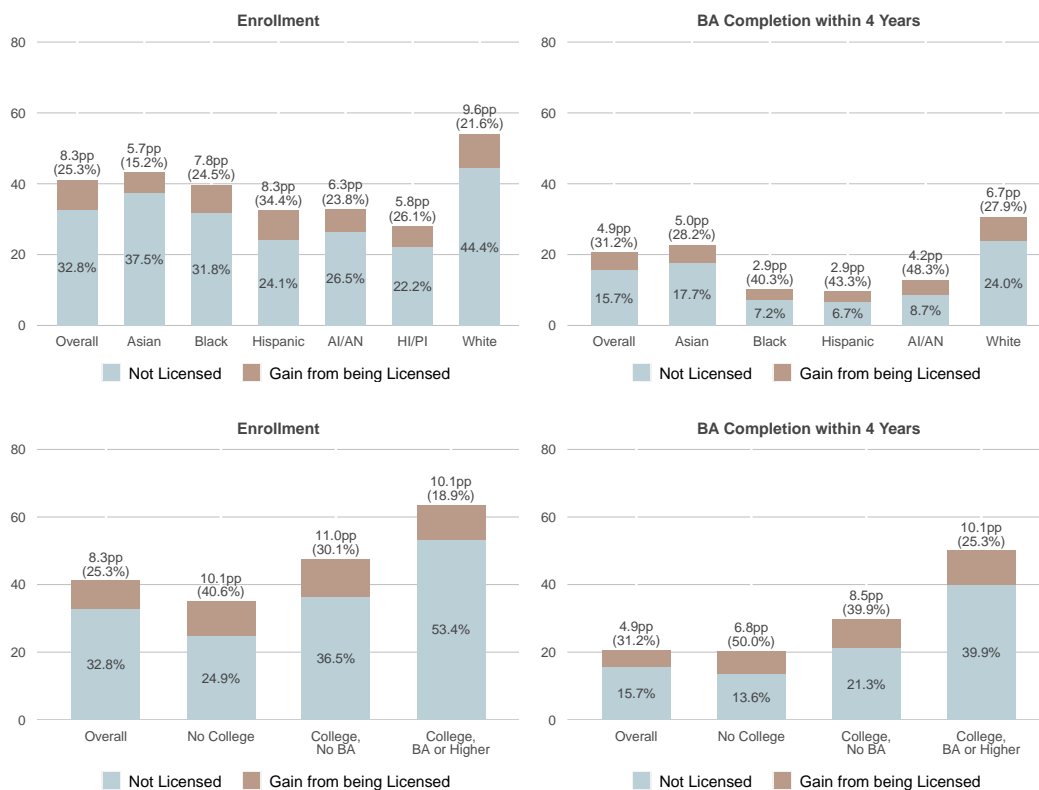 Enrollment
80
60
40
20
0
8.3pp
(25.3%)
32.8%
5.7pp
(15.2%)
37.5%
7.8pp
(24.5%)
31.8%
8.3pp
(34.4%)
24.1%
6.3pp
(23.8%)
26.5%
5.8pp
(26.1%)
22.2%
9.6pp
(21.6%)
44.4%
Overall Asian Black Hispanic AI/AN HI/PI White
Not Licensed Gain from being Licensed
BA Completion within 4 Years
80
60
40
20
0
4.9pp
(31.2%)
15.7%
5.0pp
(28.2%)
17.7%
2.9pp
(40.3%)
7.2%
2.9pp
(43.3%)
6.7%
4.2pp
(48.3%)
8.7%
6.7pp
(27.9%)
24.0%
Overall Asian Black Hispanic AI/AN White
Not Licensed Gain from being Licensed
Enrollment
80
60
40
20
0
8.3pp
(25.3%)
32.8%
10.1pp
(40.6%)
24.9%
11.0pp
(30.1%)
36.5%
10.1pp
(18.9%)
53.4%
Overall
No College
College,
No BA
College,
BA or Higher
Not Licensed Gain from being Licensed
BA Completion within 4 Years
80
60
40
20
0
4.9pp
(31.2%)
15.7%
6.8pp
(50.0%)
13.6%
8.5pp
(39.9%)
21.3%
10.1pp
(25.3%)
39.9%
Overall
No College
College,
No BA
College,
BA or Higher
Not Licensed Gain from being Licensed